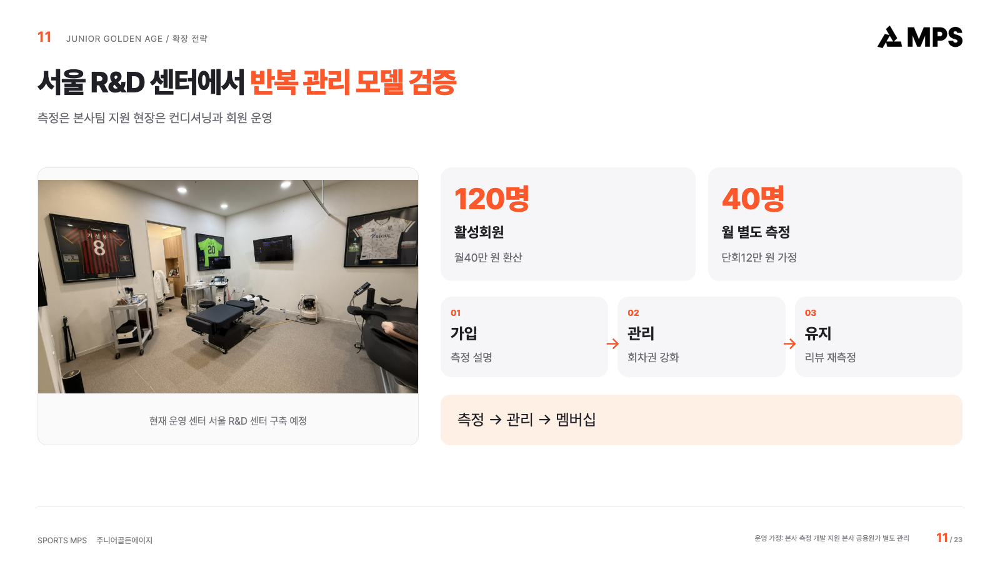 11 JUNIOR GOLDEN AGE / 확장 전략
MPS
서울 R&D 센터에서 반복 관리 모델 검증
측정은 본사팀 지원 현장은 컨디셔닝과 회원 운영
기성용
8
20
SEOUL
현재 운영 센터 서울 R&D 센터 구축 예정
120명
활성회원
월40만 원 환산
40명
월 별도 측정
단회12만 원 가정
01
가입
측정 설명
→
02
관리
회차권 강화
→
03
유지
리뷰 재측정
측정 → 관리 → 멤버십
SPORTS MPS 주니어골든에이지
운영 가정: 본사 측정 개발 지원 본사 공용원가 별도 관리
11 / 23